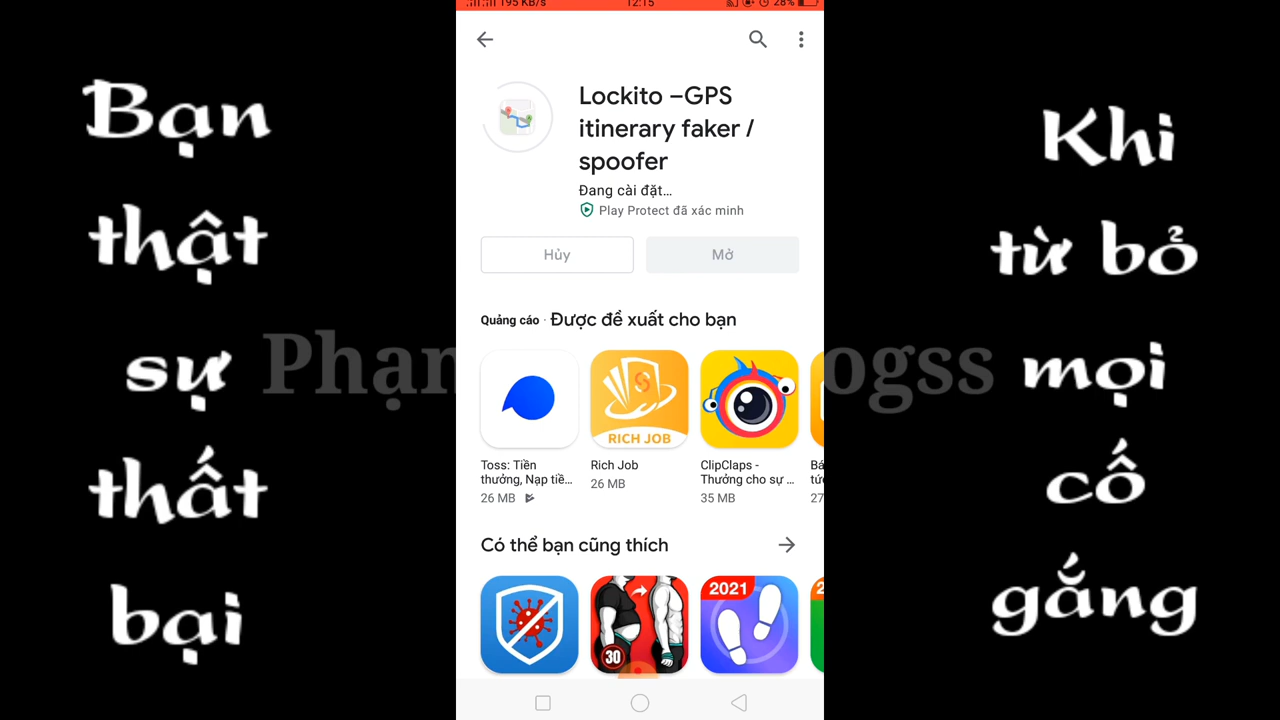 Bạn
thật
sự
thất
bại
195 KB/s
12:15
28%
Lockito –GPS
itinerary faker /
spoofer
Đang cài đặt...
Play Protect đã xác minh
Hủy
Mở
Quảng cáo · Được đề xuất cho bạn
RICH JOB
Toss: Tiền
thưởng, Nạp tiề...
26 MB
Rich Job
26 MB
ClipClaps -
Thưởng cho sự ...
35 MB
Có thể bạn cũng thích
30
2021
Khi
từ bỏ
mọi
cố
gắng